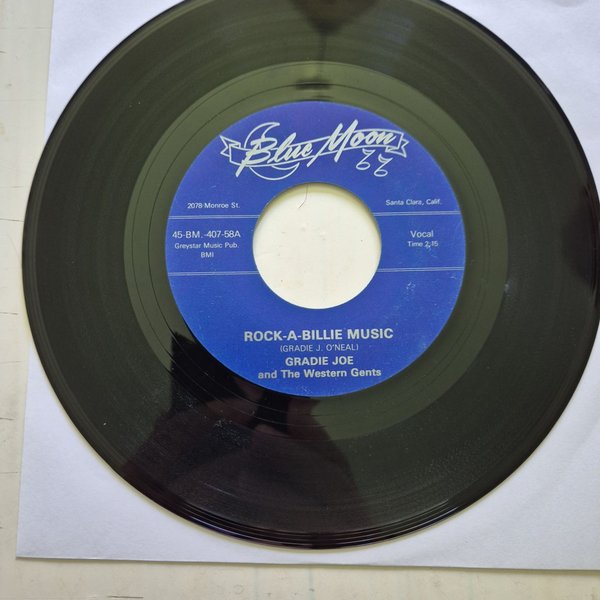 Blue Moon
2078 Monroe St.
Santa Clara, Calif.
45-BM.-407-58A
Greystar Music Pub.
BMI
Vocal
Time 2:15
ROCK-A-BILLIE MUSIC
(GRADIE J. O'NEAL)
GRADIE JOE
and The Western Gents